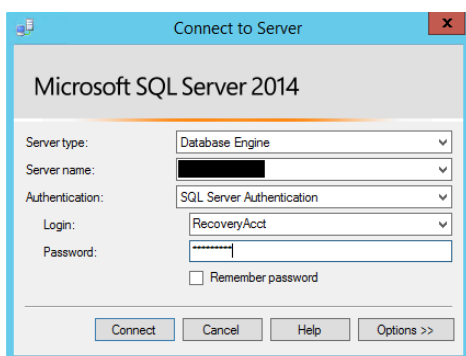 Connect to Server
x
Microsoft SQL Server 2014
Server type: Database Engine
Server name:
Authentication: SQL Server Authentication
Login: RecoveryAcct
Password: *********
Remember password
Connect Cancel Help Options >>